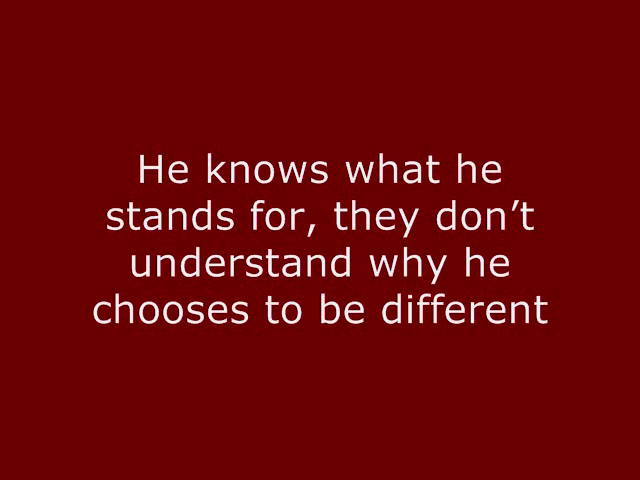 He knows what he
stands for, they don’t
understand why he
chooses to be different